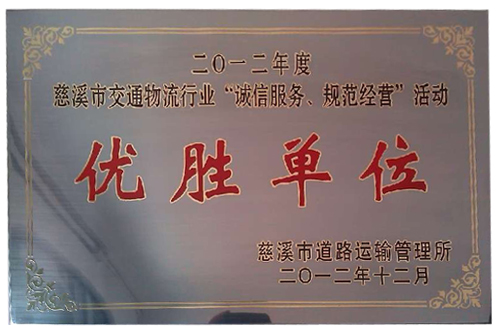 二〇一二年度
慈溪市交通物流行业“诚信服务、规范经营”活动
优胜单位
慈溪市道路运输管理所
二〇一二年十二月